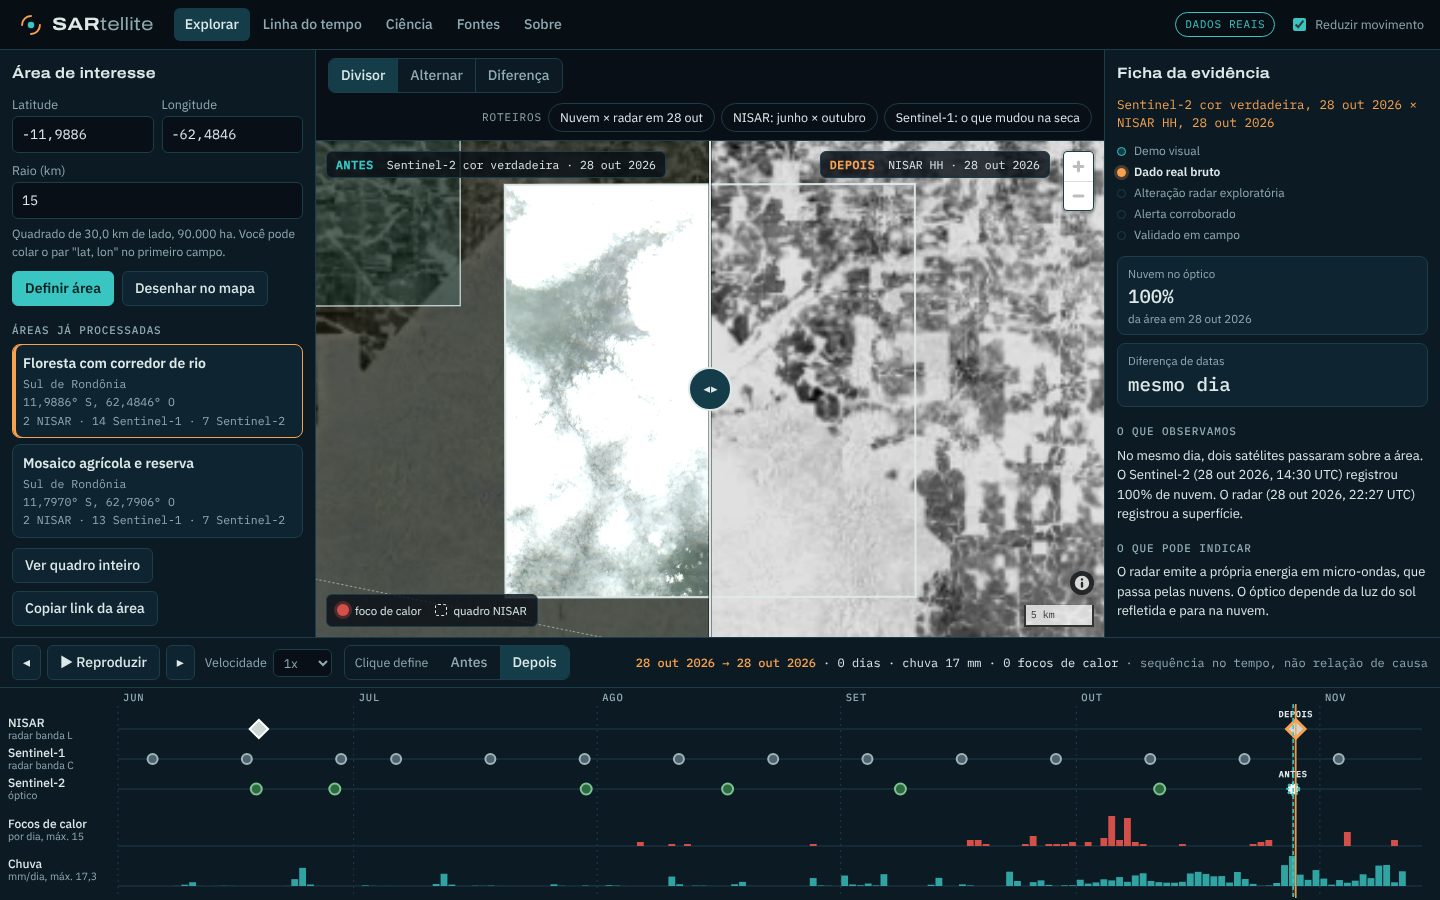 SARtellite
Explorar
Linha do tempo
Ciência
Fontes
Sobre
DADOS REAIS
Reduzir movimento
Área de interesse
Latitude
Longitude
-11,9886
-62,4846
Raio (km)
15
Quadrado de 30,0 km de lado, 90.000 ha. Você pode
colar o par "lat, lon" no primeiro campo.
Definir área
Desenhar no mapa
ÁREAS JÁ PROCESSADAS
Floresta com corredor de rio
Sul de Rondônia
11,9886° S, 62,4846° O
2 NISAR · 14 Sentinel-1 · 7 Sentinel-2
Mosaico agrícola e reserva
Sul de Rondônia
11,7970° S, 62,7906° O
2 NISAR · 13 Sentinel-1 · 7 Sentinel-2
Ver quadro inteiro
Copiar link da área
Divisor
Alternar
Diferença
ROTEIROS
Nuvem × radar em 28 out
NISAR: junho × outubro
Sentinel-1: o que mudou na seca
ANTES Sentinel-2 cor verdadeira · 28 out 2026
DEPOIS NISAR HH · 28 out 2026
+
−
foco de calor
quadro NISAR
5 km
Ficha da evidência
Sentinel-2 cor verdadeira, 28 out 2026 ×
NISAR HH, 28 out 2026
Demo visual
Dado real bruto
Alteração radar exploratória
Alerta corroborado
Validado em campo
Nuvem no óptico
100%
da área em 28 out 2026
Diferença de datas
mesmo dia
O QUE OBSERVAMOS
No mesmo dia, dois satélites passaram sobre a área.
O Sentinel-2 (28 out 2026, 14:30 UTC) registrou
100% de nuvem. O radar (28 out 2026, 22:27 UTC)
registrou a superfície.
O QUE PODE INDICAR
O radar emite a própria energia em micro-ondas, que
passa pelas nuvens. O óptico depende da luz do sol
refletida e para na nuvem.
Reproduzir
Velocidade
1x
Clique define
Antes
Depois
28 out 2026 → 28 out 2026 · 0 dias · chuva 17 mm · 0 focos de calor · sequência no tempo, não relação de causa
JUN
JUL
AGO
SET
OUT
NOV
NISAR
radar banda L
DEPOIS
Sentinel-1
radar banda C
ANTES
Sentinel-2
óptico
Focos de calor
por dia, máx. 15
Chuva
mm/dia, máx. 17,3